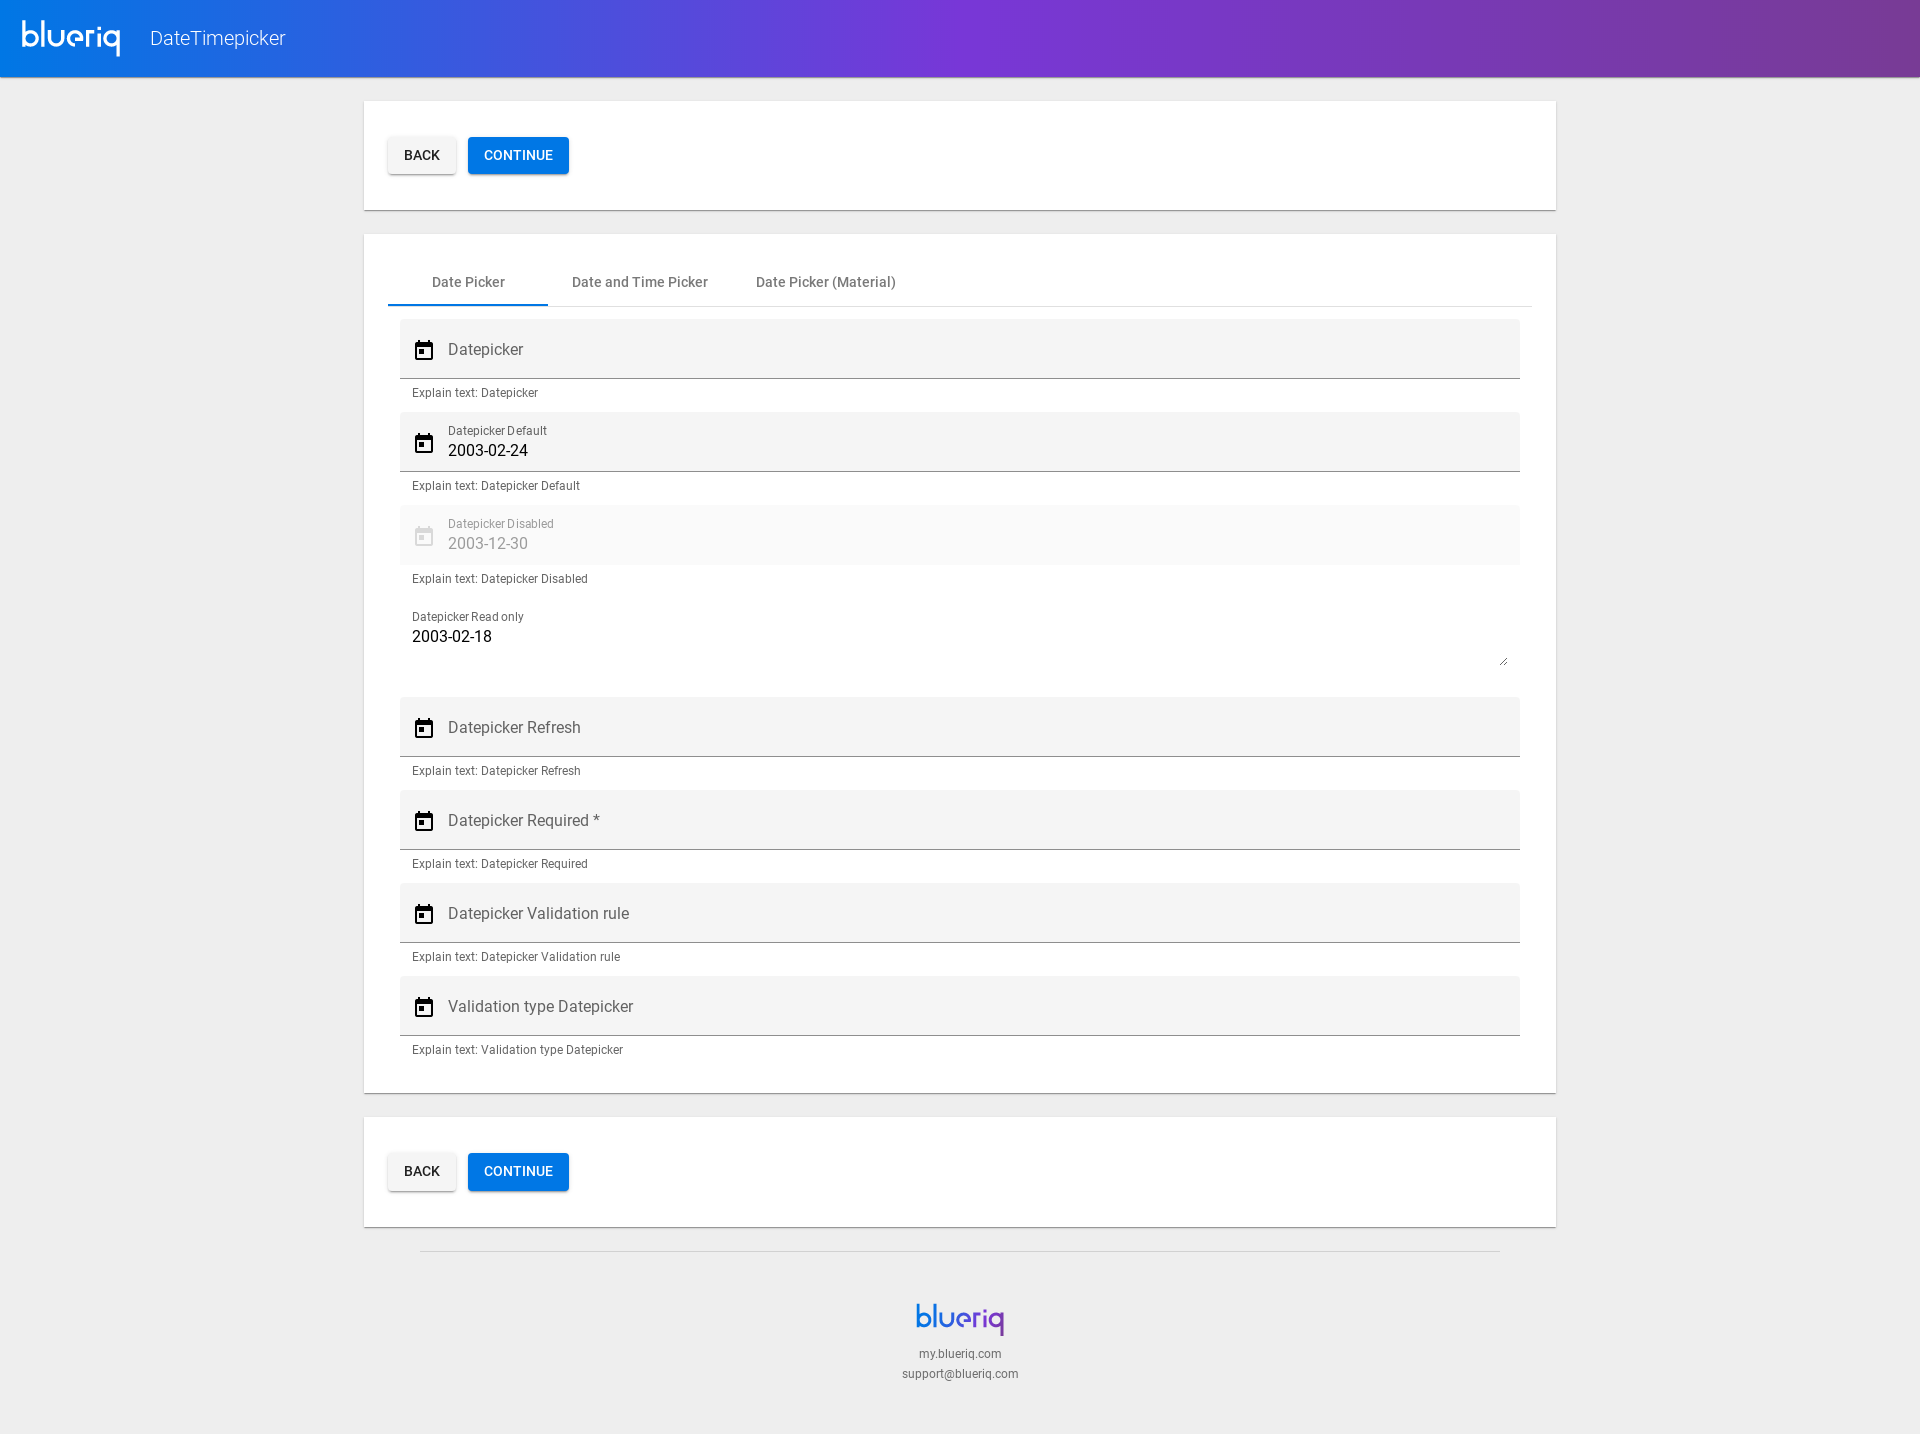 blueriq DateTimepicker
BACK CONTINUE
Date Picker Date and Time Picker Date Picker (Material)
Datepicker
Explain text: Datepicker
Datepicker Default
2003-02-24
Explain text: Datepicker Default
Datepicker Disabled
2003-12-30
Explain text: Datepicker Disabled
Datepicker Read only
2003-02-18
Datepicker Refresh
Explain text: Datepicker Refresh
Datepicker Required *
Explain text: Datepicker Required
Datepicker Validation rule
Explain text: Datepicker Validation rule
Validation type Datepicker
Explain text: Validation type Datepicker
BACK CONTINUE
blueriq
my.blueriq.com
support@blueriq.com